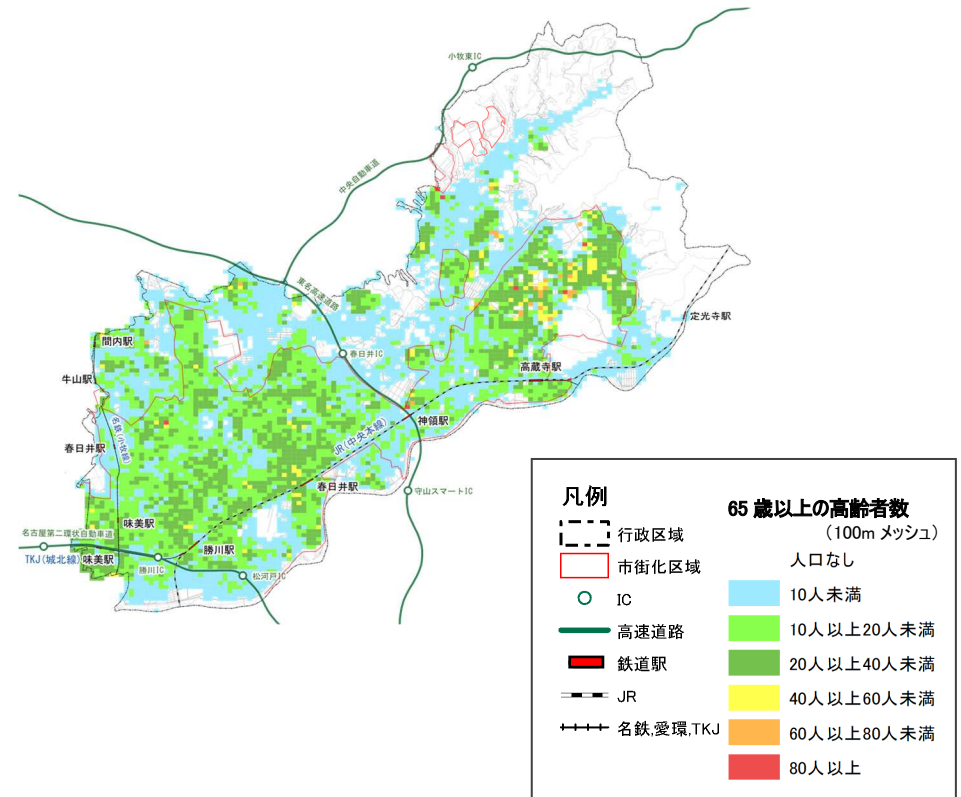 小牧東IC
中央自動車道
東名高速道路
定光寺駅
間内駅
春日井IC
高蔵寺駅
牛山駅
名鉄(小牧線)
神領駅
JR(中央本線)
春日井駅
春日井駅
守山スマートIC
味美駅
名古屋第二環状自動車道
勝川駅
TKJ(城北線)
味美駅
勝川IC
松河戸IC
凡例
行政区域
市街化区域
IC
高速道路
鉄道駅
JR
名鉄,愛環,TKJ
65 歳以上の高齢者数
(100m メッシュ)
人口なし
10人未満
10人以上20人未満
20人以上40人未満
40人以上60人未満
60人以上80人未満
80人以上